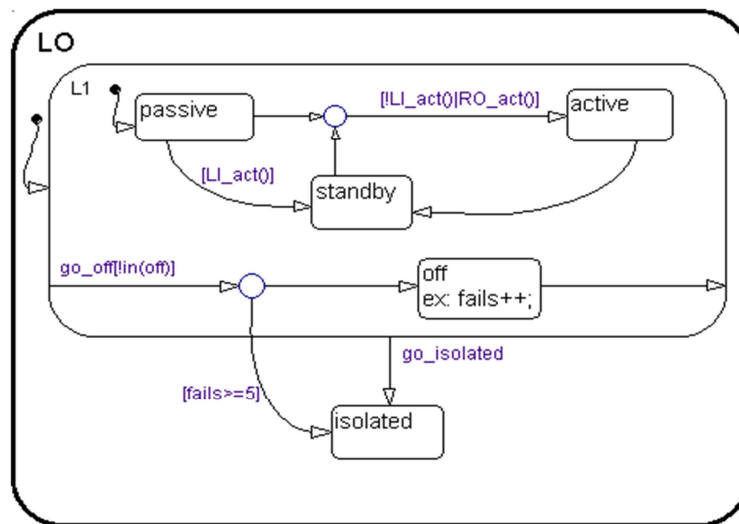 LO
L1
passive
[!LI_act()|RO_act()]
active
[LI_act()]
standby
go_off[!in(off)]
off
ex: fails++;
go_isolated
[fails>=5]
isolated